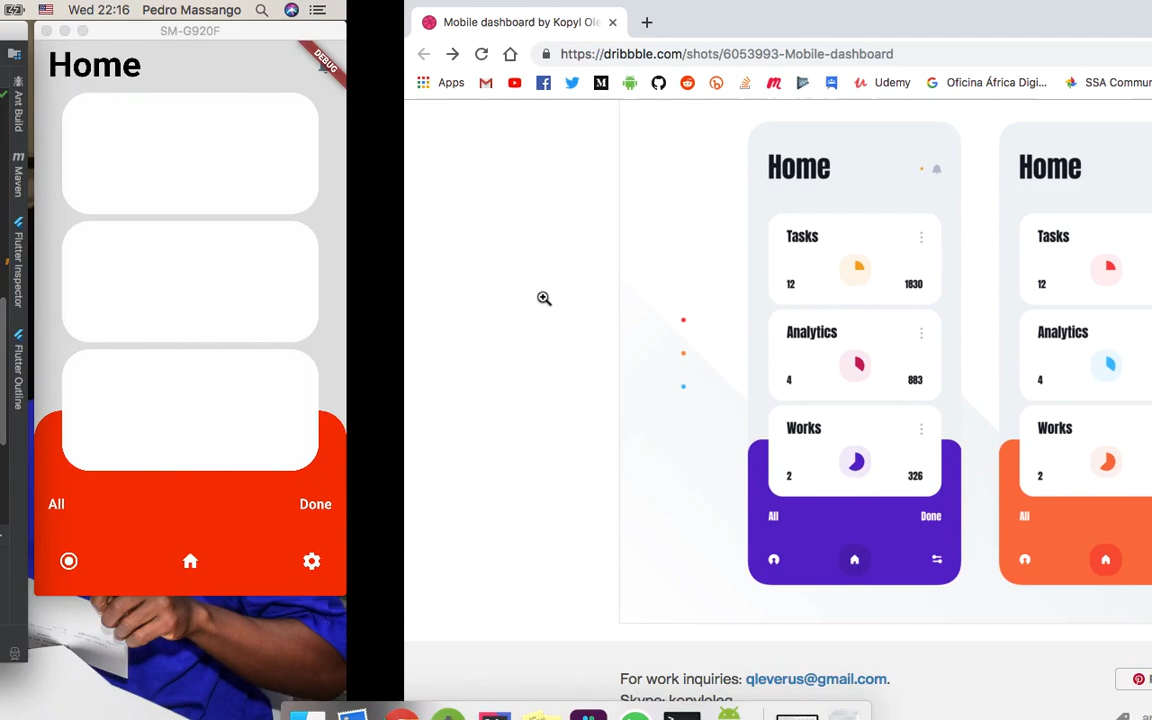 Wed 22:16 Pedro Massango
SM-G920F
Home
DEBUG
All
Done
Ant Build
Maven
Flutter Inspector
Flutter Outline
Mobile dashboard by Kopyl Ole
https://dribbble.com/shots/6053993-Mobile-dashboard
Apps
Udemy
Oficina África Digi...
SSA Commun
Home
Tasks
12
1830
Analytics
4
883
Works
2
326
All
Done
Home
Tasks
12
Analytics
4
Works
2
All
For work inquiries: qleverus@gmail.com.